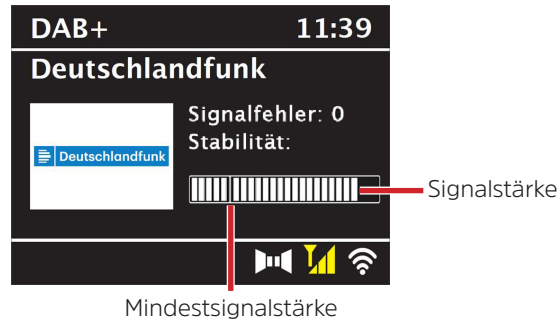 DAB+ 11:39
Deutschlandfunk
Signalfehler: 0
Stabilität:
Deutschlandfunk
Signalstärke
Mindestsignalstärke